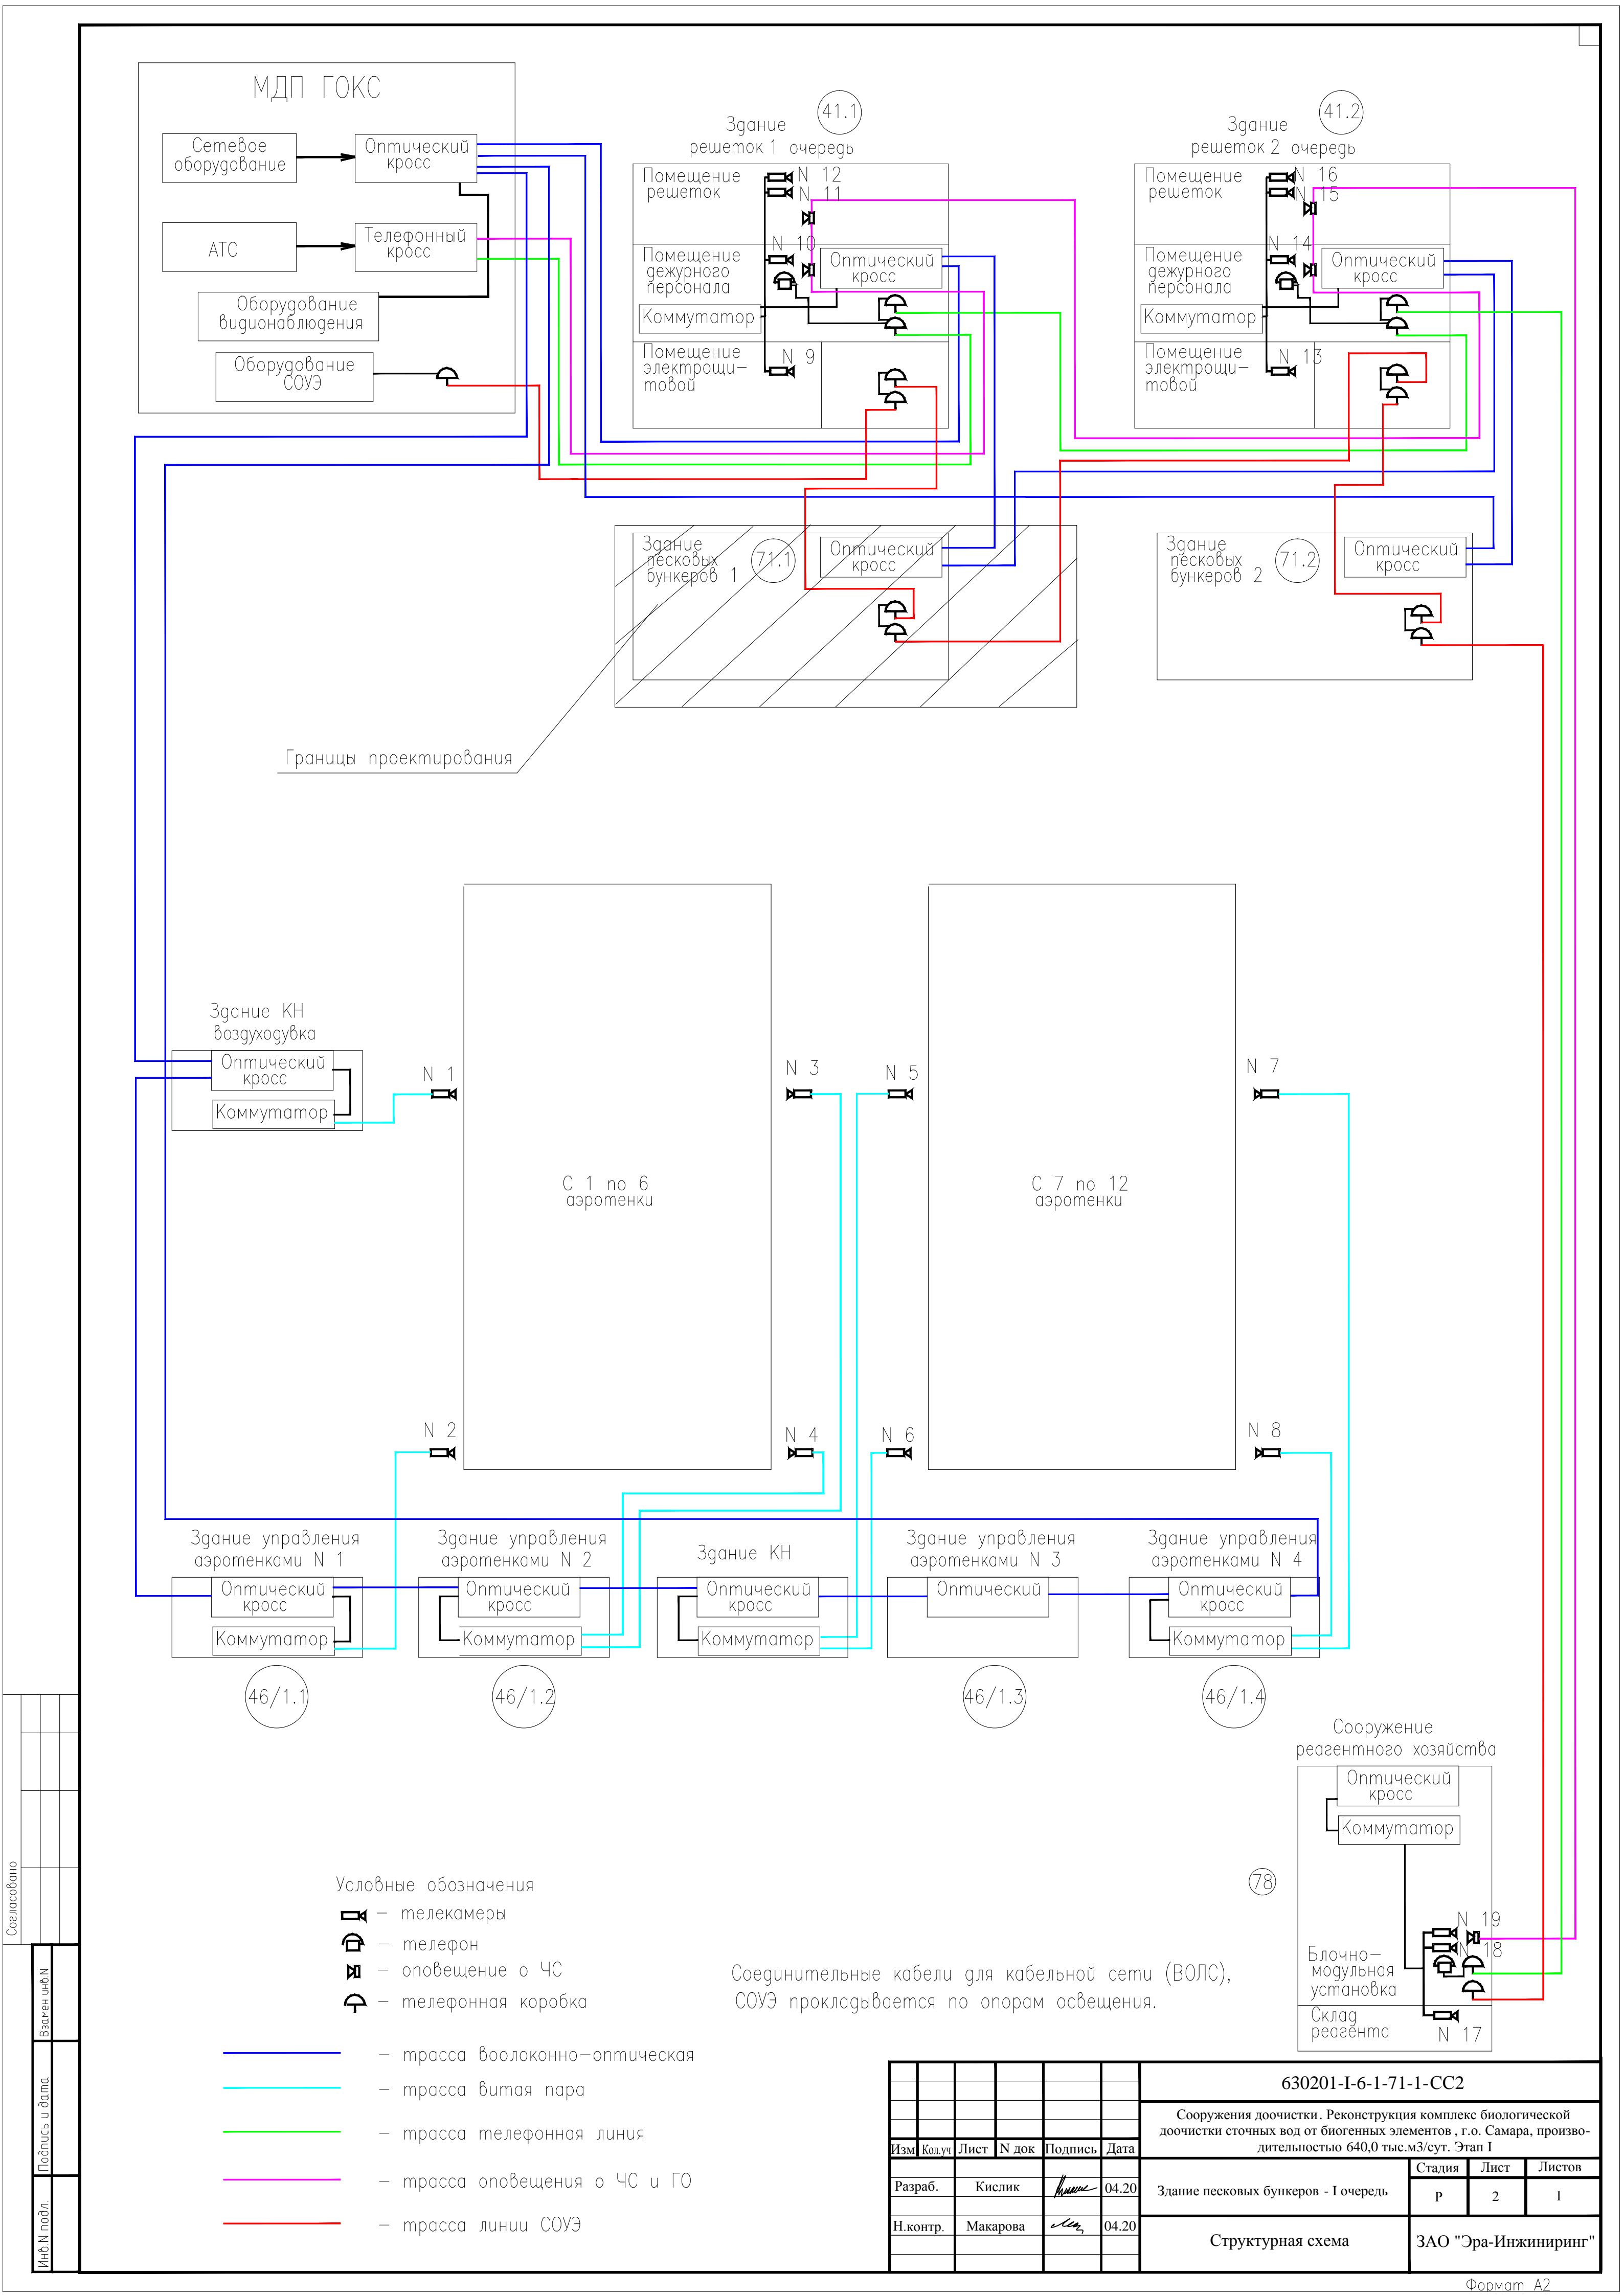 МДП ГОКС
Сетевое
оборудование
Оптический
кросс
АТС
Телефонный
кросс
Оборудование
видионаблюдения
Оборудование
СОУЭ
41.1
Здание
решеток 1 очередь
Помещение
решеток
N 12
N 11
Помещение
дежурного
персонала
N 10
Оптический
кросс
Коммутатор
Помещение
электрощи-
товой
N 9
41.2
Здание
решеток 2 очередь
Помещение
решеток
N 16
N 15
Помещение
дежурного
персонала
N 14
Оптический
кросс
Коммутатор
Помещение
электрощи-
товой
N 13
Здание
песковых
бункеров 1
71.1
Оптический
кросс
Здание
песковых
бункеров 2
71.2
Оптический
кросс
Границы проектирования
Здание КН
воздуходувка
Оптический
кросс
Коммутатор
N 1
N 3
N 5
N 7
С 1 по 6
аэротенки
С 7 по 12
аэротенки
N 2
N 4
N 6
N 8
Здание управления
аэротенками N 1
Оптический
кросс
Коммутатор
46/1.1
Здание управления
аэротенками N 2
Оптический
кросс
Коммутатор
46/1.2
Здание КН
Оптический
кросс
Коммутатор
Здание управления
аэротенками N 3
Оптический
46/1.3
Здание управления
аэротенками N 4
Оптический
кросс
Коммутатор
46/1.4
Сооружение
реагентного хозяйства
Оптический
кросс
Коммутатор
78
N 19
N 18
Блочно-
модульная
установка
Склад
реагента
N 17
Условные обозначения
– телекамеры
– телефон
– оповещение о ЧС
– телефонная коробка
– трасса воолоконно-оптическая
– трасса витая пара
– трасса телефонная линия
– трасса оповещения о ЧС и ГО
– трасса линии СОУЭ
Соединительные кабели для кабельной сети (ВОЛС),
СОУЭ прокладывается по опорам освещения.
Согласовано
Взамен инв.N
Подпись и дата
Инв.N подл.
630201-I-6-1-71-1-СС2
Сооружения доочистки. Реконструкция комплекс биологической
доочистки сточных вод от биогенных элементов , г.о. Самара, произво-
дительностью 640,0 тыс.м3/сут. Этап I
Изм Кол.уч Лист N док Подпись Дата
Разраб. Кислик 04.20
Н.контр. Макарова 04.20
Здание песковых бункеров - I очередь
Стадия Лист Листов
Р 2 1
Структурная схема
ЗАО "Эра-Инжиниринг"
Формат А2